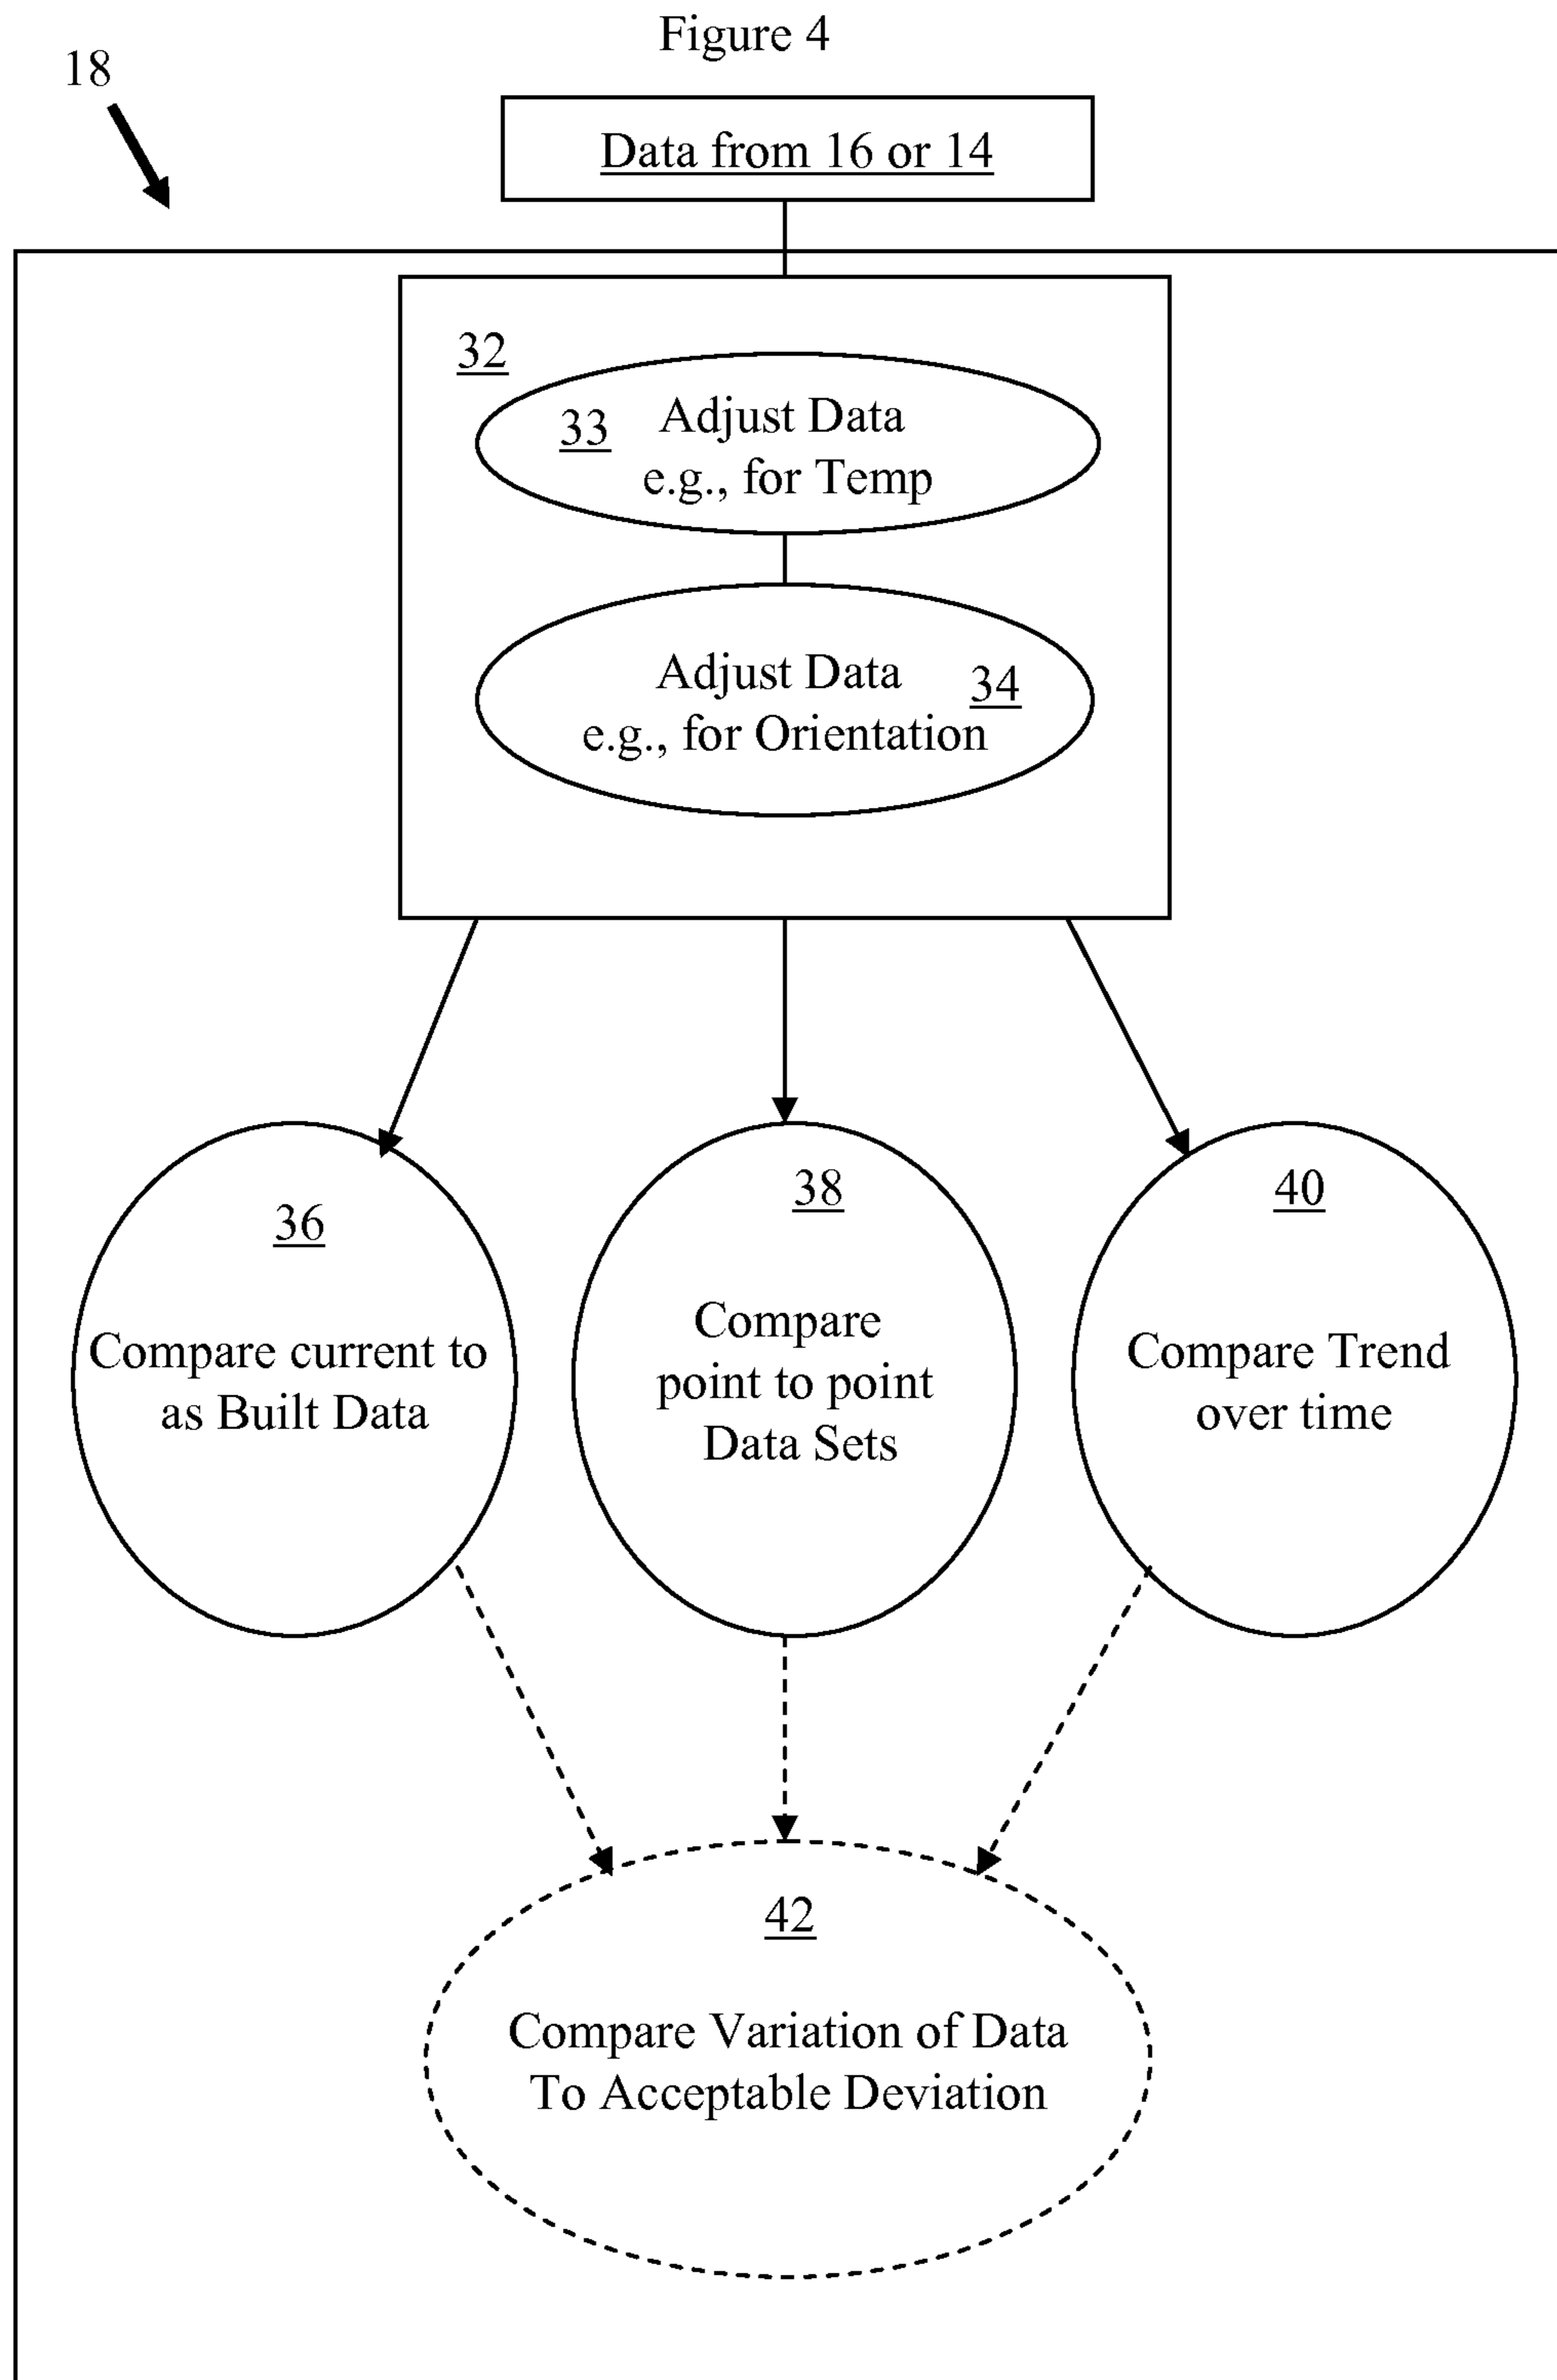 Figure 4
18
Data from 16 or 14
32
33 Adjust Data
e.g., for Temp
Adjust Data 34
e.g., for Orientation
36
Compare current to
as Built Data
38
Compare
point to point
Data Sets
40
Compare Trend
over time
42
Compare Variation of Data
To Acceptable Deviation